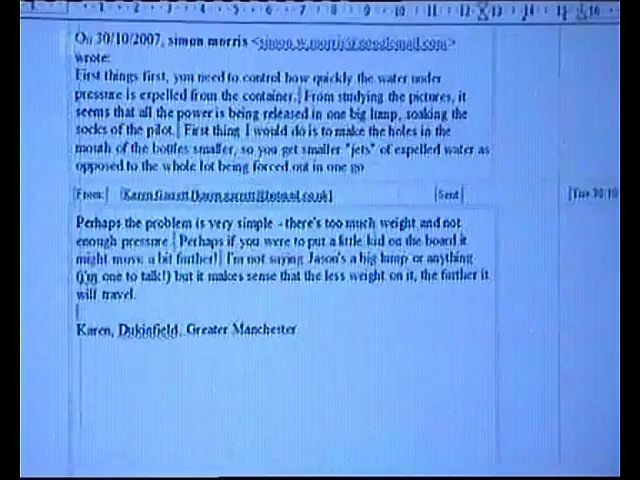 On 30/10/2007, simon morris
wrote:
First things first, you need to control how quickly the water under
pressure is expelled from the container. From studying the pictures, it
seems that all the power is being released in one big lump, soaking the
socks of the pilot. First thing I would do is to make the holes in the
mouth of the bottles smaller, so you get smaller "jets" of expelled water as
opposed to the whole lot being forced out in one go
From: Sent Tue 30/10
Perhaps the problem is very simple - there's too much weight and not
enough pressure. Perhaps if you were to put a little kid on the board it
might move a bit further! I'm not saying Jason's a big lump or anything
(i'm one to talk!) but it makes sense that the less weight on it, the further it
will travel.
Karen, Dukinfield, Greater Manchester